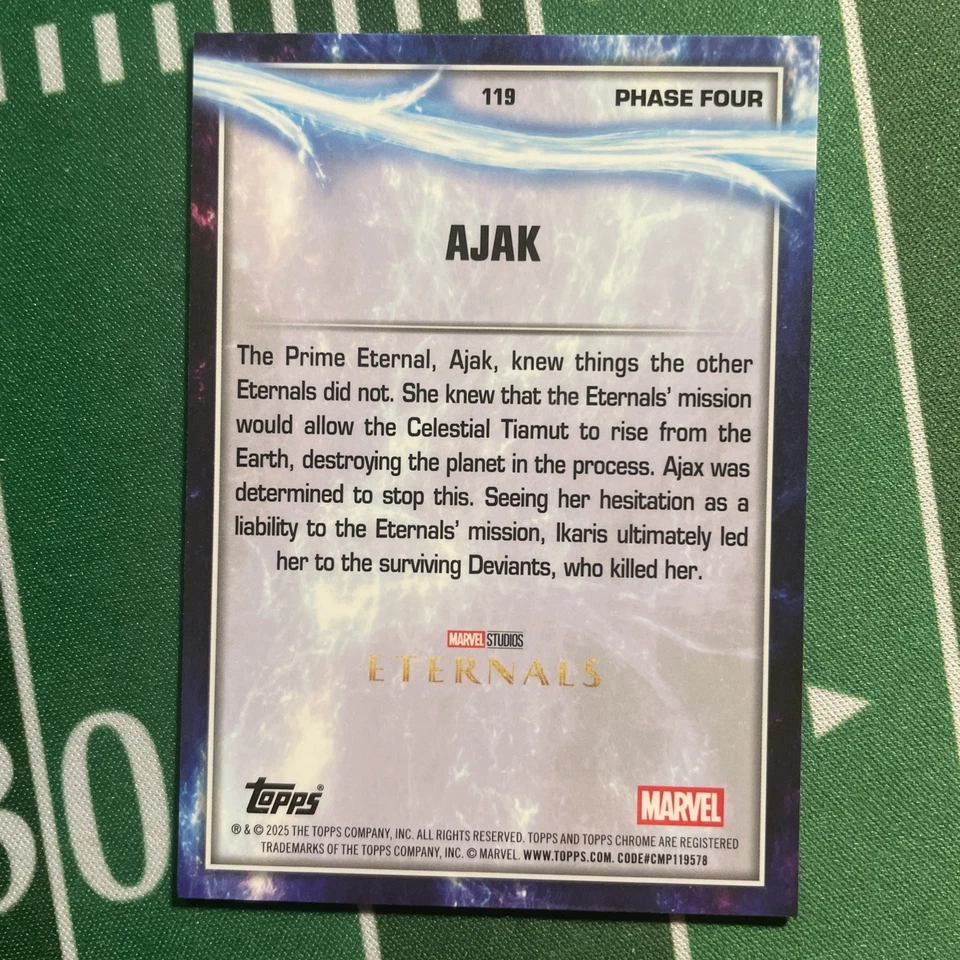 119 PHASE FOUR
AJAK
The Prime Eternal, Ajak, knew things the other
Eternals did not. She knew that the Eternals' mission
would allow the Celestial Tiamut to rise from the
Earth, destroying the planet in the process. Ajax was
determined to stop this. Seeing her hesitation as a
liability to the Eternals' mission, Ikaris ultimately led
her to the surviving Deviants, who killed her.
MARVEL STUDIOS
ETERNALS
TOPPS®
MARVEL
® & © 2025 THE TOPPS COMPANY, INC. ALL RIGHTS RESERVED. TOPPS AND TOPPS CHROME ARE REGISTERED
TRADEMARKS OF THE TOPPS COMPANY, INC. © MARVEL. WWW.TOPPS.COM. CODE#CMP119578
30